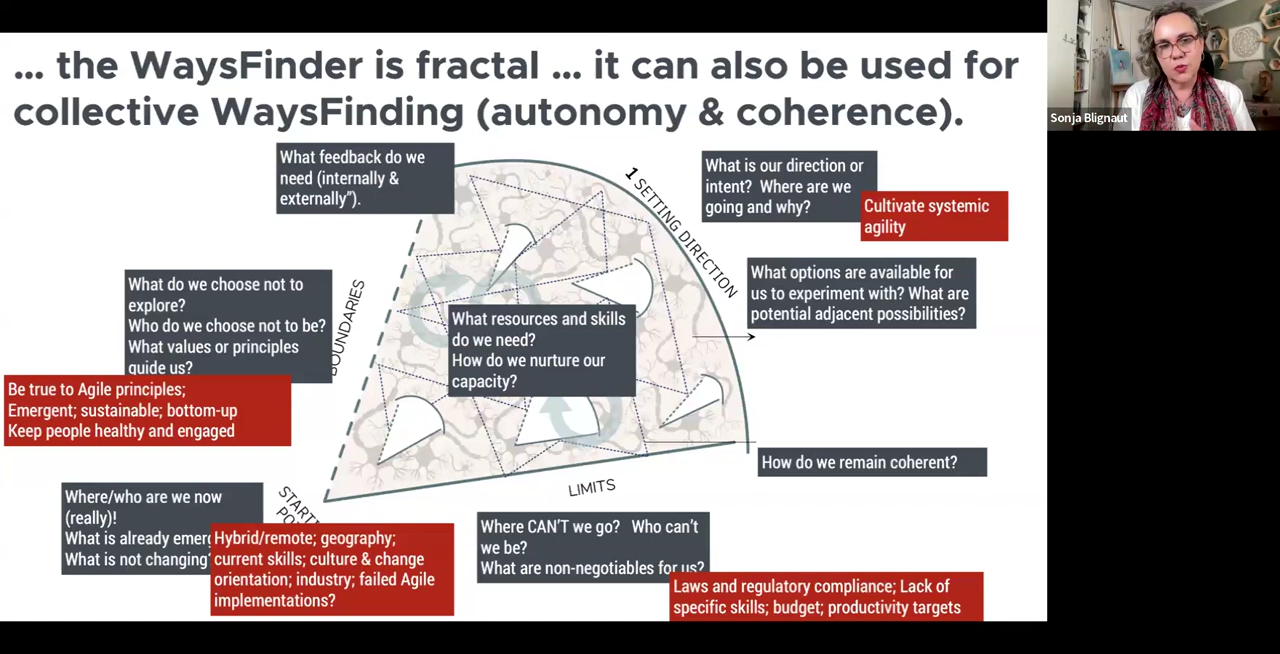 ... the WaysFinder is fractal ... it can also be used for
collective WaysFinding (autonomy & coherence).
Sonja Blignaut
What feedback do we
need (internally &
externally”).
1 SETTING DIRECTION
What is our direction or
intent? Where are we
going and why?
Cultivate systemic
agility
What do we choose not to
explore?
Who do we choose not to be?
What values or principles
guide us?
BOUNDARIES
What options are available for
us to experiment with? What are
potential adjacent possibilities?
What resources and skills
do we need?
How do we nurture our
capacity?
Be true to Agile principles;
Emergent; sustainable; bottom-up
Keep people healthy and engaged
How do we remain coherent?
Where/who are we now
(really)!
What is already emer
What is not changing?
LIMITS
Hybrid/remote; geography;
current skills; culture & change
orientation; industry; failed Agile
implementations?
Where CAN’T we go? Who can’t
we be?
What are non-negotiables for us?
Laws and regulatory compliance; Lack of
specific skills; budget; productivity targets